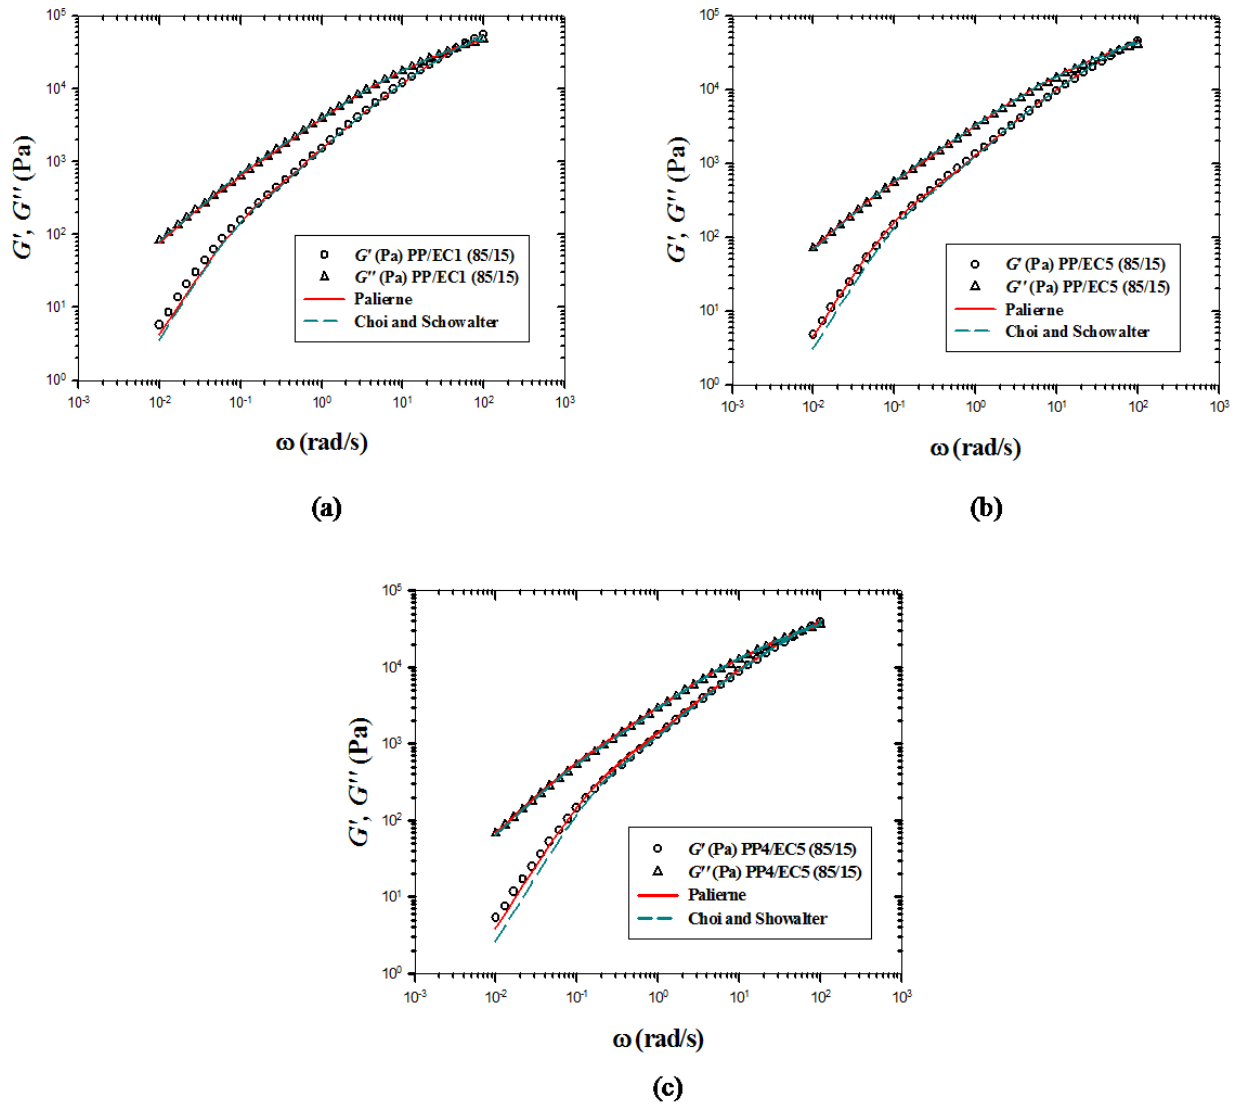 10⁵
10⁴
10³
10²
10¹
10⁰
G', G'' (Pa)
G' (Pa) PP/EC1 (85/15)
G'' (Pa) PP/EC1 (85/15)
Palierne
Choi and Schowalter
10⁻³ 10⁻² 10⁻¹ 10⁰ 10¹ 10² 10³
ω (rad/s)
(a)
10⁵
10⁴
10³
10²
10¹
10⁰
G', G'' (Pa)
G' (Pa) PP/EC5 (85/15)
G'' (Pa) PP/EC5 (85/15)
Palierne
Choi and Schowalter
10⁻³ 10⁻² 10⁻¹ 10⁰ 10¹ 10² 10³
ω (rad/s)
(b)
10⁵
10⁴
10³
10²
10¹
10⁰
G', G'' (Pa)
G' (Pa) PP4/EC5 (85/15)
G'' (Pa) PP4/EC5 (85/15)
Palierne
Choi and Showalter
10⁻³ 10⁻² 10⁻¹ 10⁰ 10¹ 10² 10³
ω (rad/s)
(c)